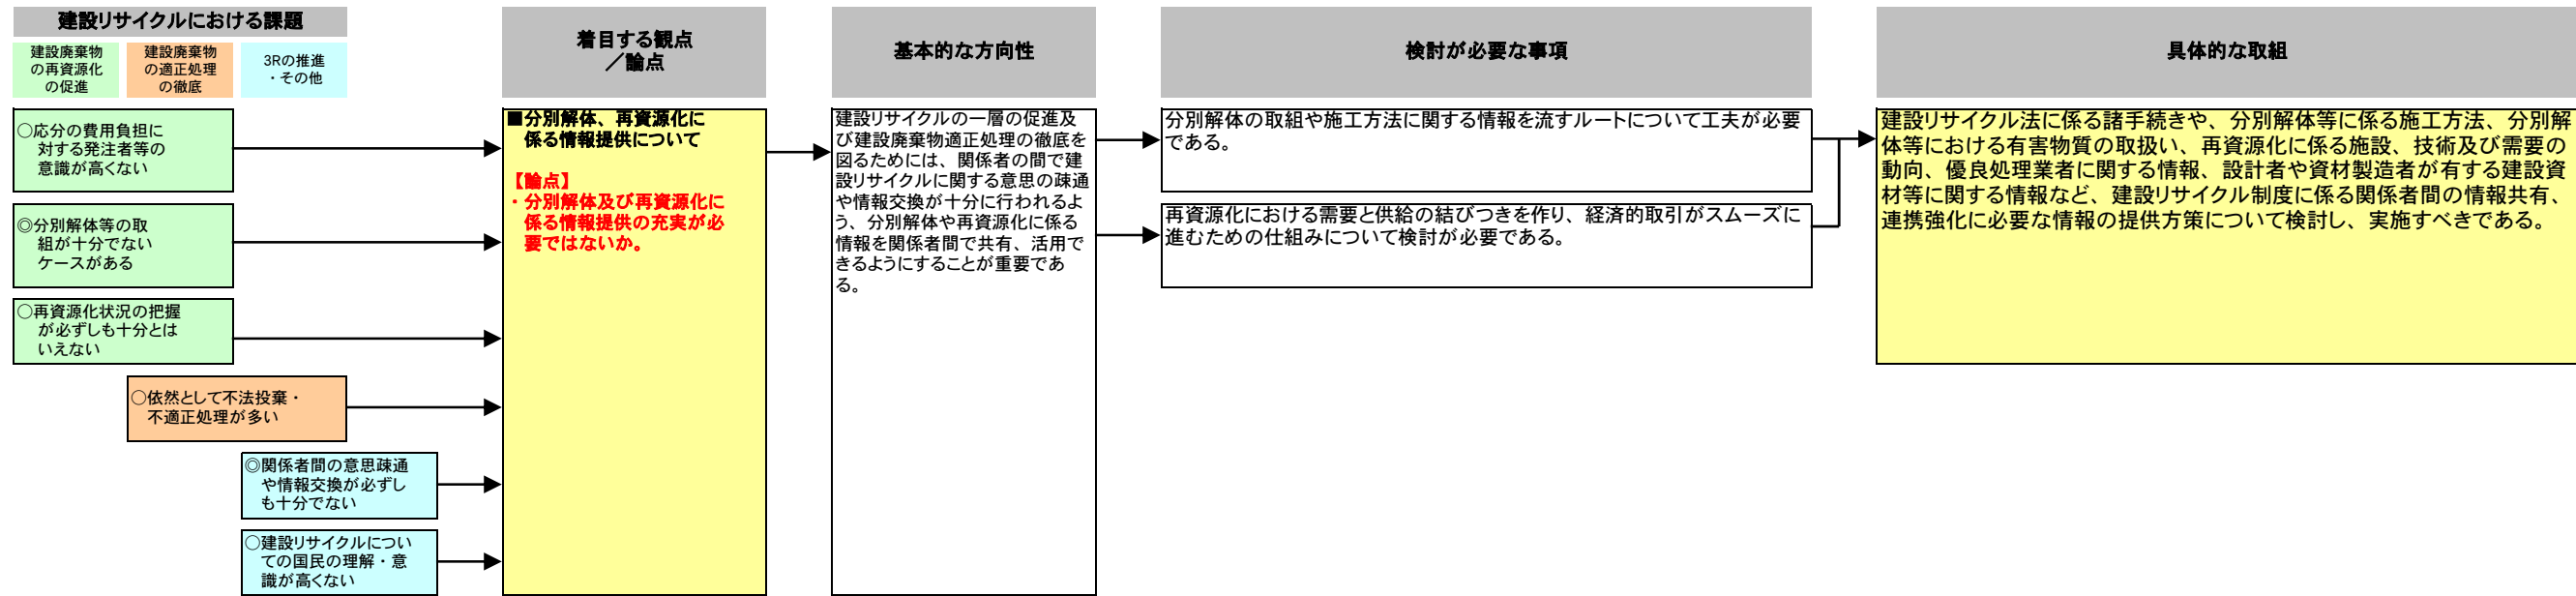 建設リサイクルにおける課題
建設廃棄物
の再資源化
の促進
建設廃棄物
の適正処理
の徹底
3Rの推進
・その他
着目する観点
／論点
基本的な方向性
検討が必要な事項
具体的な取組
○応分の費用負担に
対する発注者等の
意識が高くない
◎分別解体等の取
組が十分でない
ケースがある
○再資源化状況の把握
が必ずしも十分とは
いえない
○依然として不法投棄・
不適正処理が多い
◎関係者間の意思疎通
や情報交換が必ずし
も十分でない
○建設リサイクルについ
ての国民の理解・意
識が高くない
■分別解体、再資源化に
係る情報提供について
【論点】
・分別解体及び再資源化に
係る情報提供の充実が必
要ではないか。
建設リサイクルの一層の促進及
び建設廃棄物適正処理の徹底を
図るためには、関係者の間で建
設リサイクルに関する意思の疎通
や情報交換が十分に行われるよ
う、分別解体や再資源化に係る
情報を関係者間で共有、活用で
きるようにすることが重要であ
る。
分別解体の取組や施工方法に関する情報を流すルートについて工夫が必要
である。
再資源化における需要と供給の結びつきを作り、経済的取引がスムーズに
進むための仕組みについて検討が必要である。
建設リサイクル法に係る諸手続きや、分別解体等に係る施工方法、分別解
体等における有害物質の取扱い、再資源化に係る施設、技術及び需要の
動向、優良処理業者に関する情報、設計者や資材製造者が有する建設資
材等に関する情報など、建設リサイクル制度に係る関係者間の情報共有、
連携強化に必要な情報の提供方策について検討し、実施すべきである。